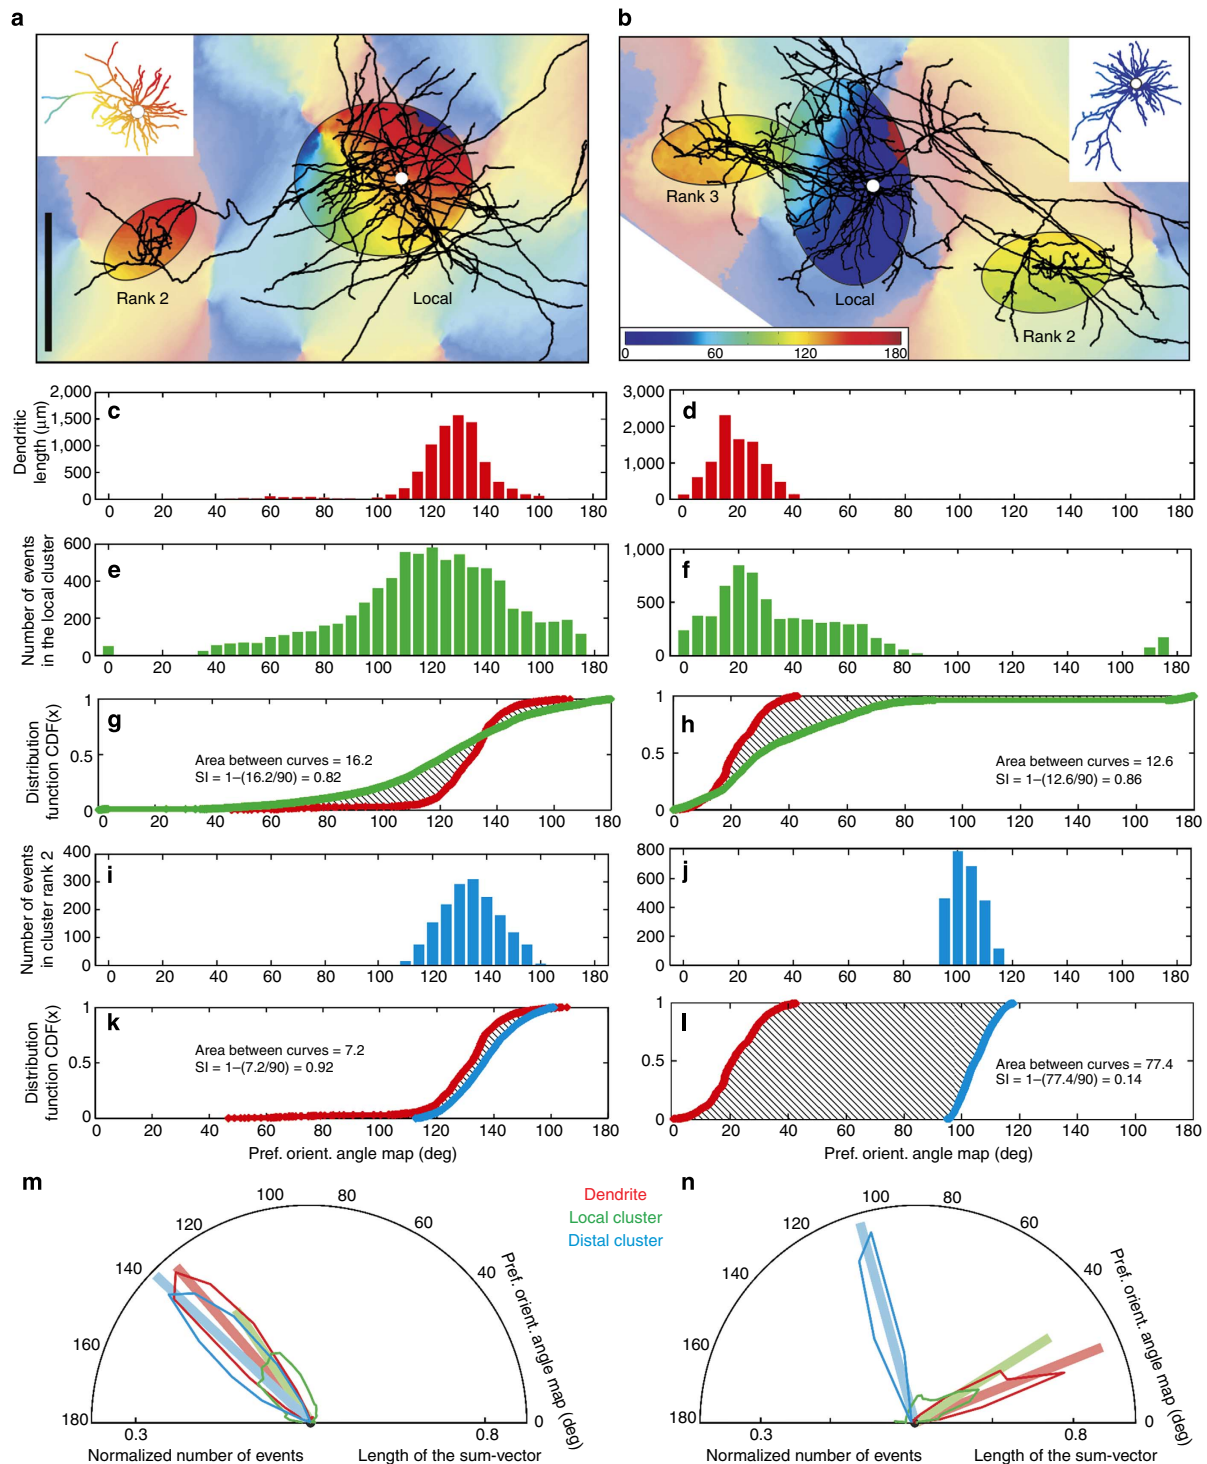 a
b
Rank 2
Local
Rank 3
Local
Rank 2
0 60 120 180
c
Dendritic
length (μm)
2,000
1,500
1,000
500
0
0 20 40 60 80 100 120 140 160 100 180
d
3,000
2,000
1,000
0
0 20 40 60 80 100 120 140 160 180
e
Number of events
in the local cluster
600
400
200
0
0 20 40 60 80 100 120 140 160 180
f
1,000
500
0
0 20 40 60 80 100 120 140 160 180
g
Distribution
function CDF(x)
1
0.5
0
Area between curves = 16.2
SI = 1–(16.2/90) = 0.82
0 20 40 60 80 100 120 140 160 180
h
1
0.5
0
Area between curves = 12.6
SI = 1–(12.6/90) = 0.86
0 20 40 60 80 100 120 140 160 180
i
Number of events
in cluster rank 2
400
300
200
100
0
0 20 40 60 80 100 120 140 160 180
j
800
600
400
200
0
0 20 40 60 80 100 120 140 160 180
k
Distribution
function CDF(x)
1
0.5
0
Area between curves = 7.2
SI = 1–(7.2/90) = 0.92
0 20 40 60 80 100 120 140 160 180
Pref. orient. angle map (deg)
l
1
0.5
0
Area between curves = 77.4
SI = 1–(77.4/90) = 0.14
0 20 40 60 80 100 120 140 160 180
Pref. orient. angle map (deg)
m
180 160 140 120 100 80 60 40 0
Pref. orient. angle map (deg)
0.3 0.8
Normalized number of events
Length of the sum-vector
Dendrite
Local cluster
Distal cluster
n
180 160 140 120 100 80 60 40 0
Pref. orient. angle map (deg)
0.3 0.8
Normalized number of events
Length of the sum-vector